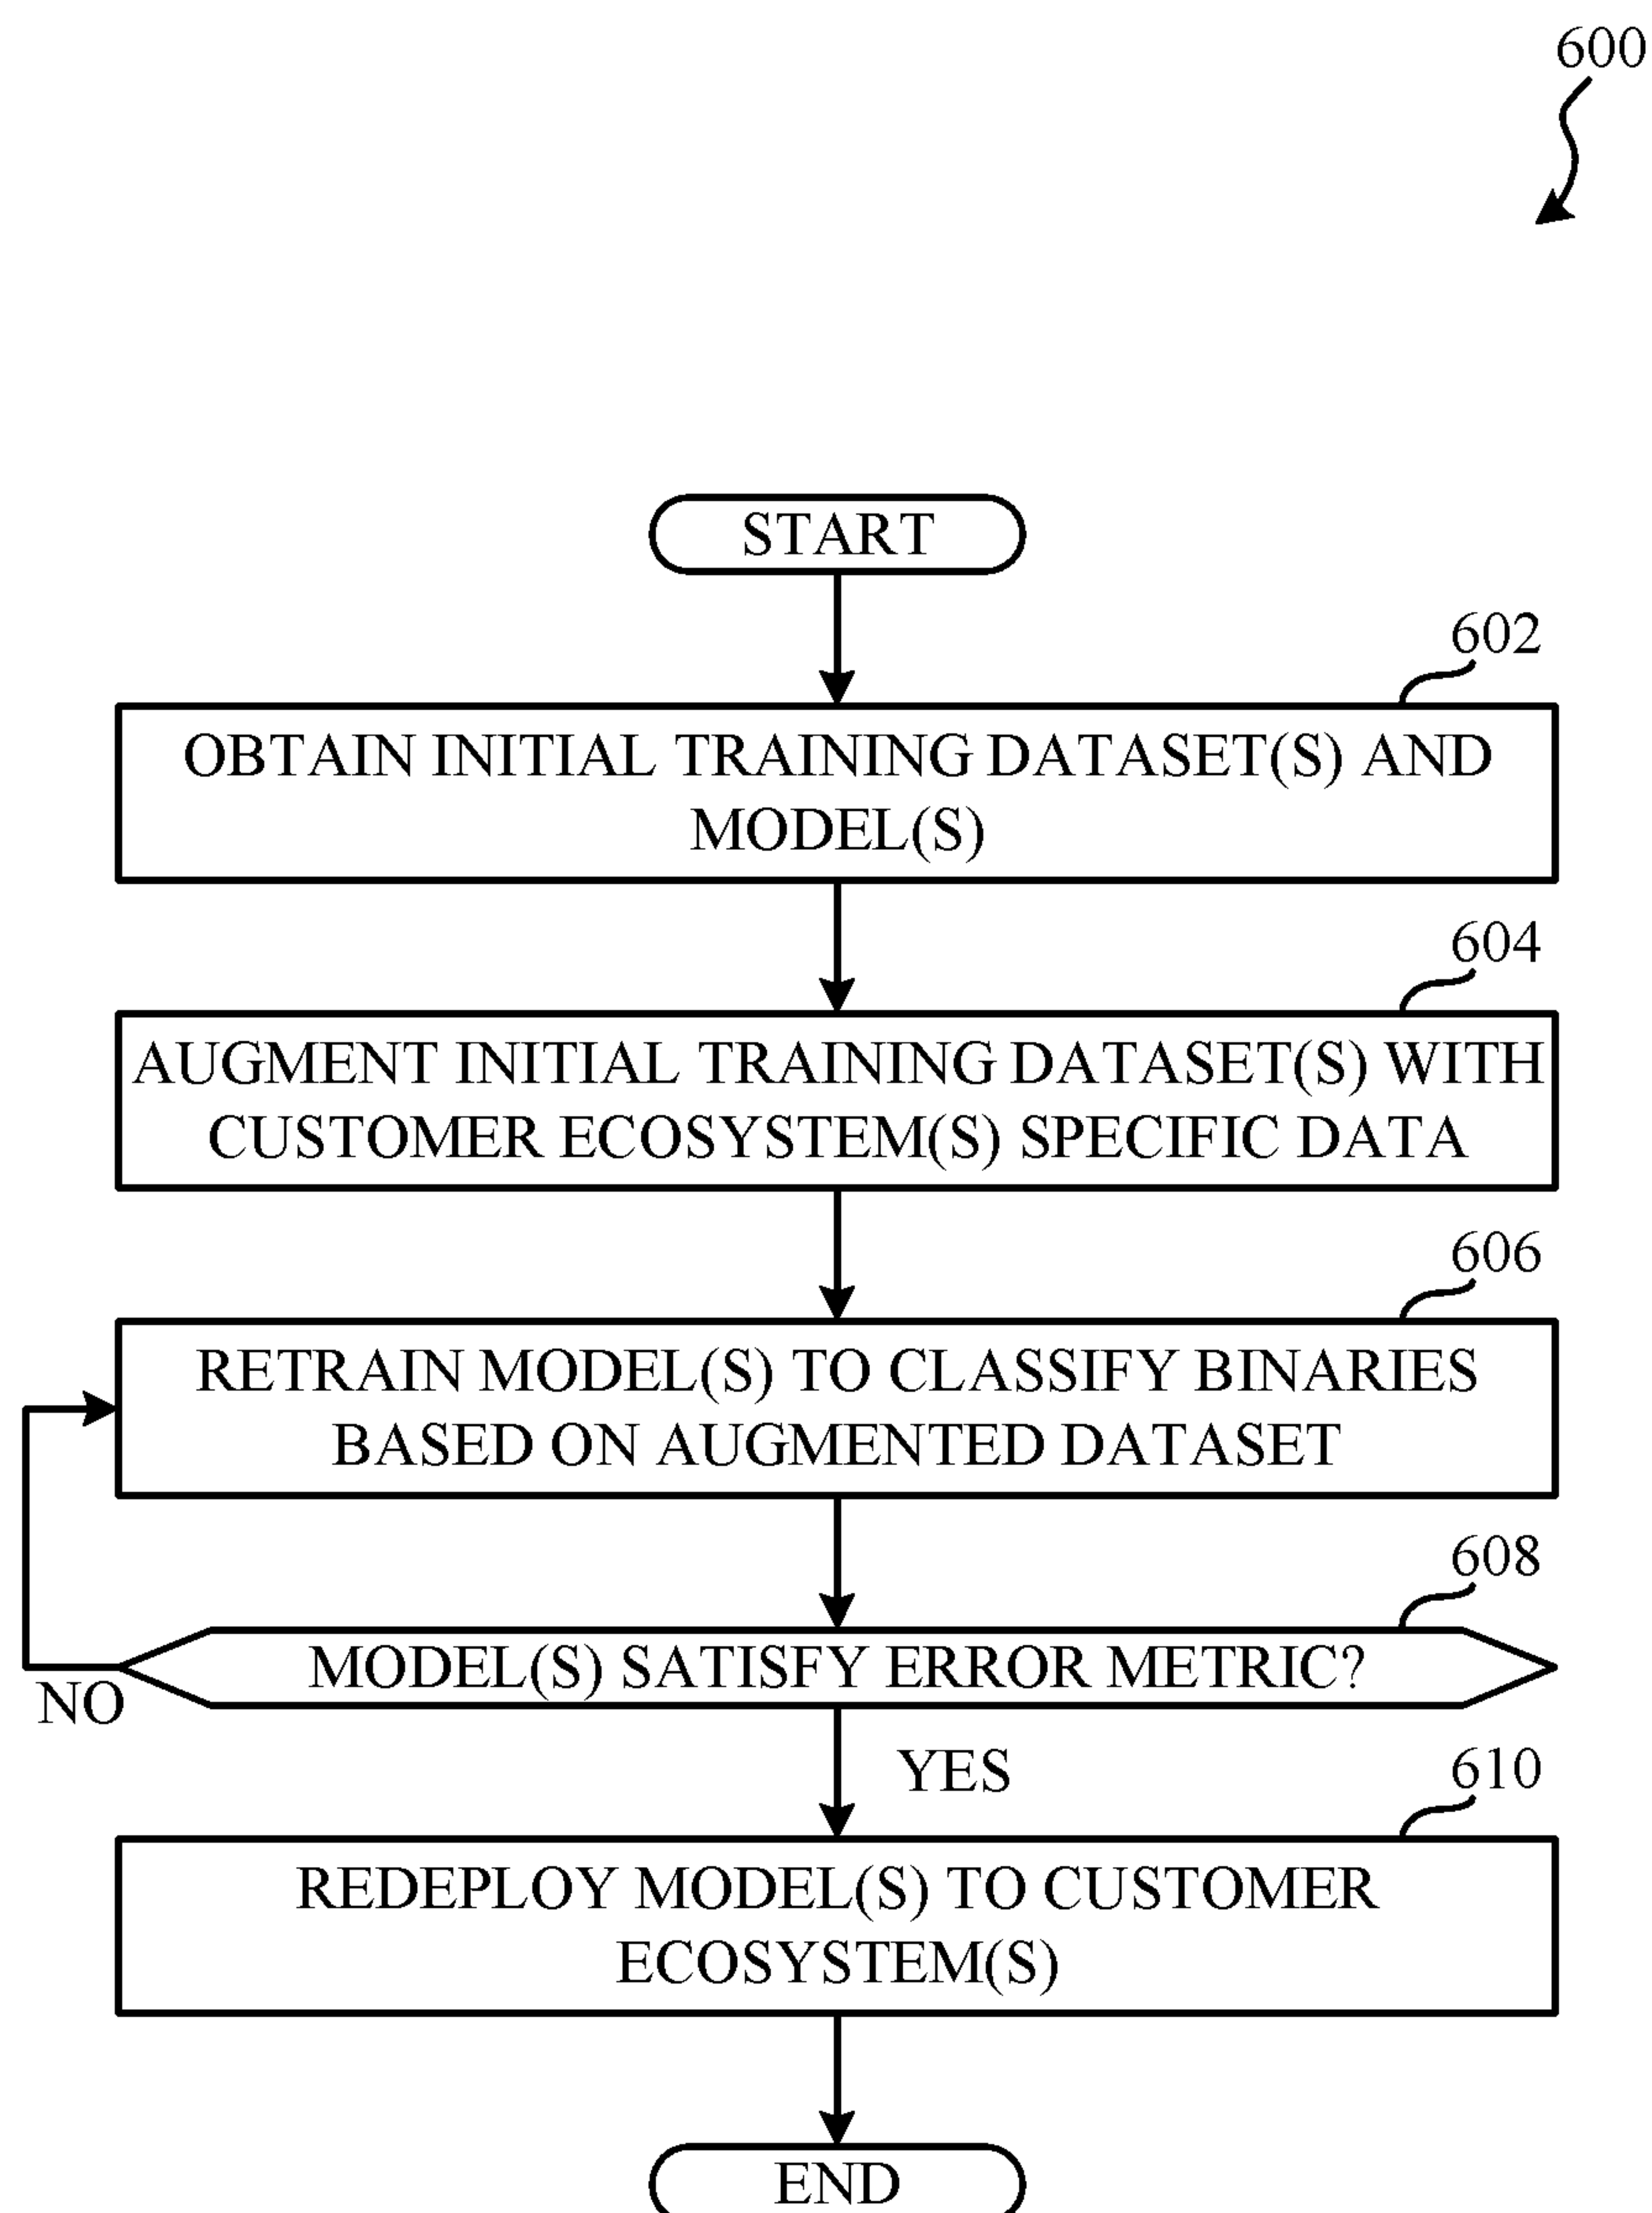 600
START
602
OBTAIN INITIAL TRAINING DATASET(S) AND
MODEL(S)
604
AUGMENT INITIAL TRAINING DATASET(S) WITH
CUSTOMER ECOSYSTEM(S) SPECIFIC DATA
606
RETRAIN MODEL(S) TO CLASSIFY BINARIES
BASED ON AUGMENTED DATASET
608
MODEL(S) SATISFY ERROR METRIC?
NO
YES
610
REDEPLOY MODEL(S) TO CUSTOMER
ECOSYSTEM(S)
END